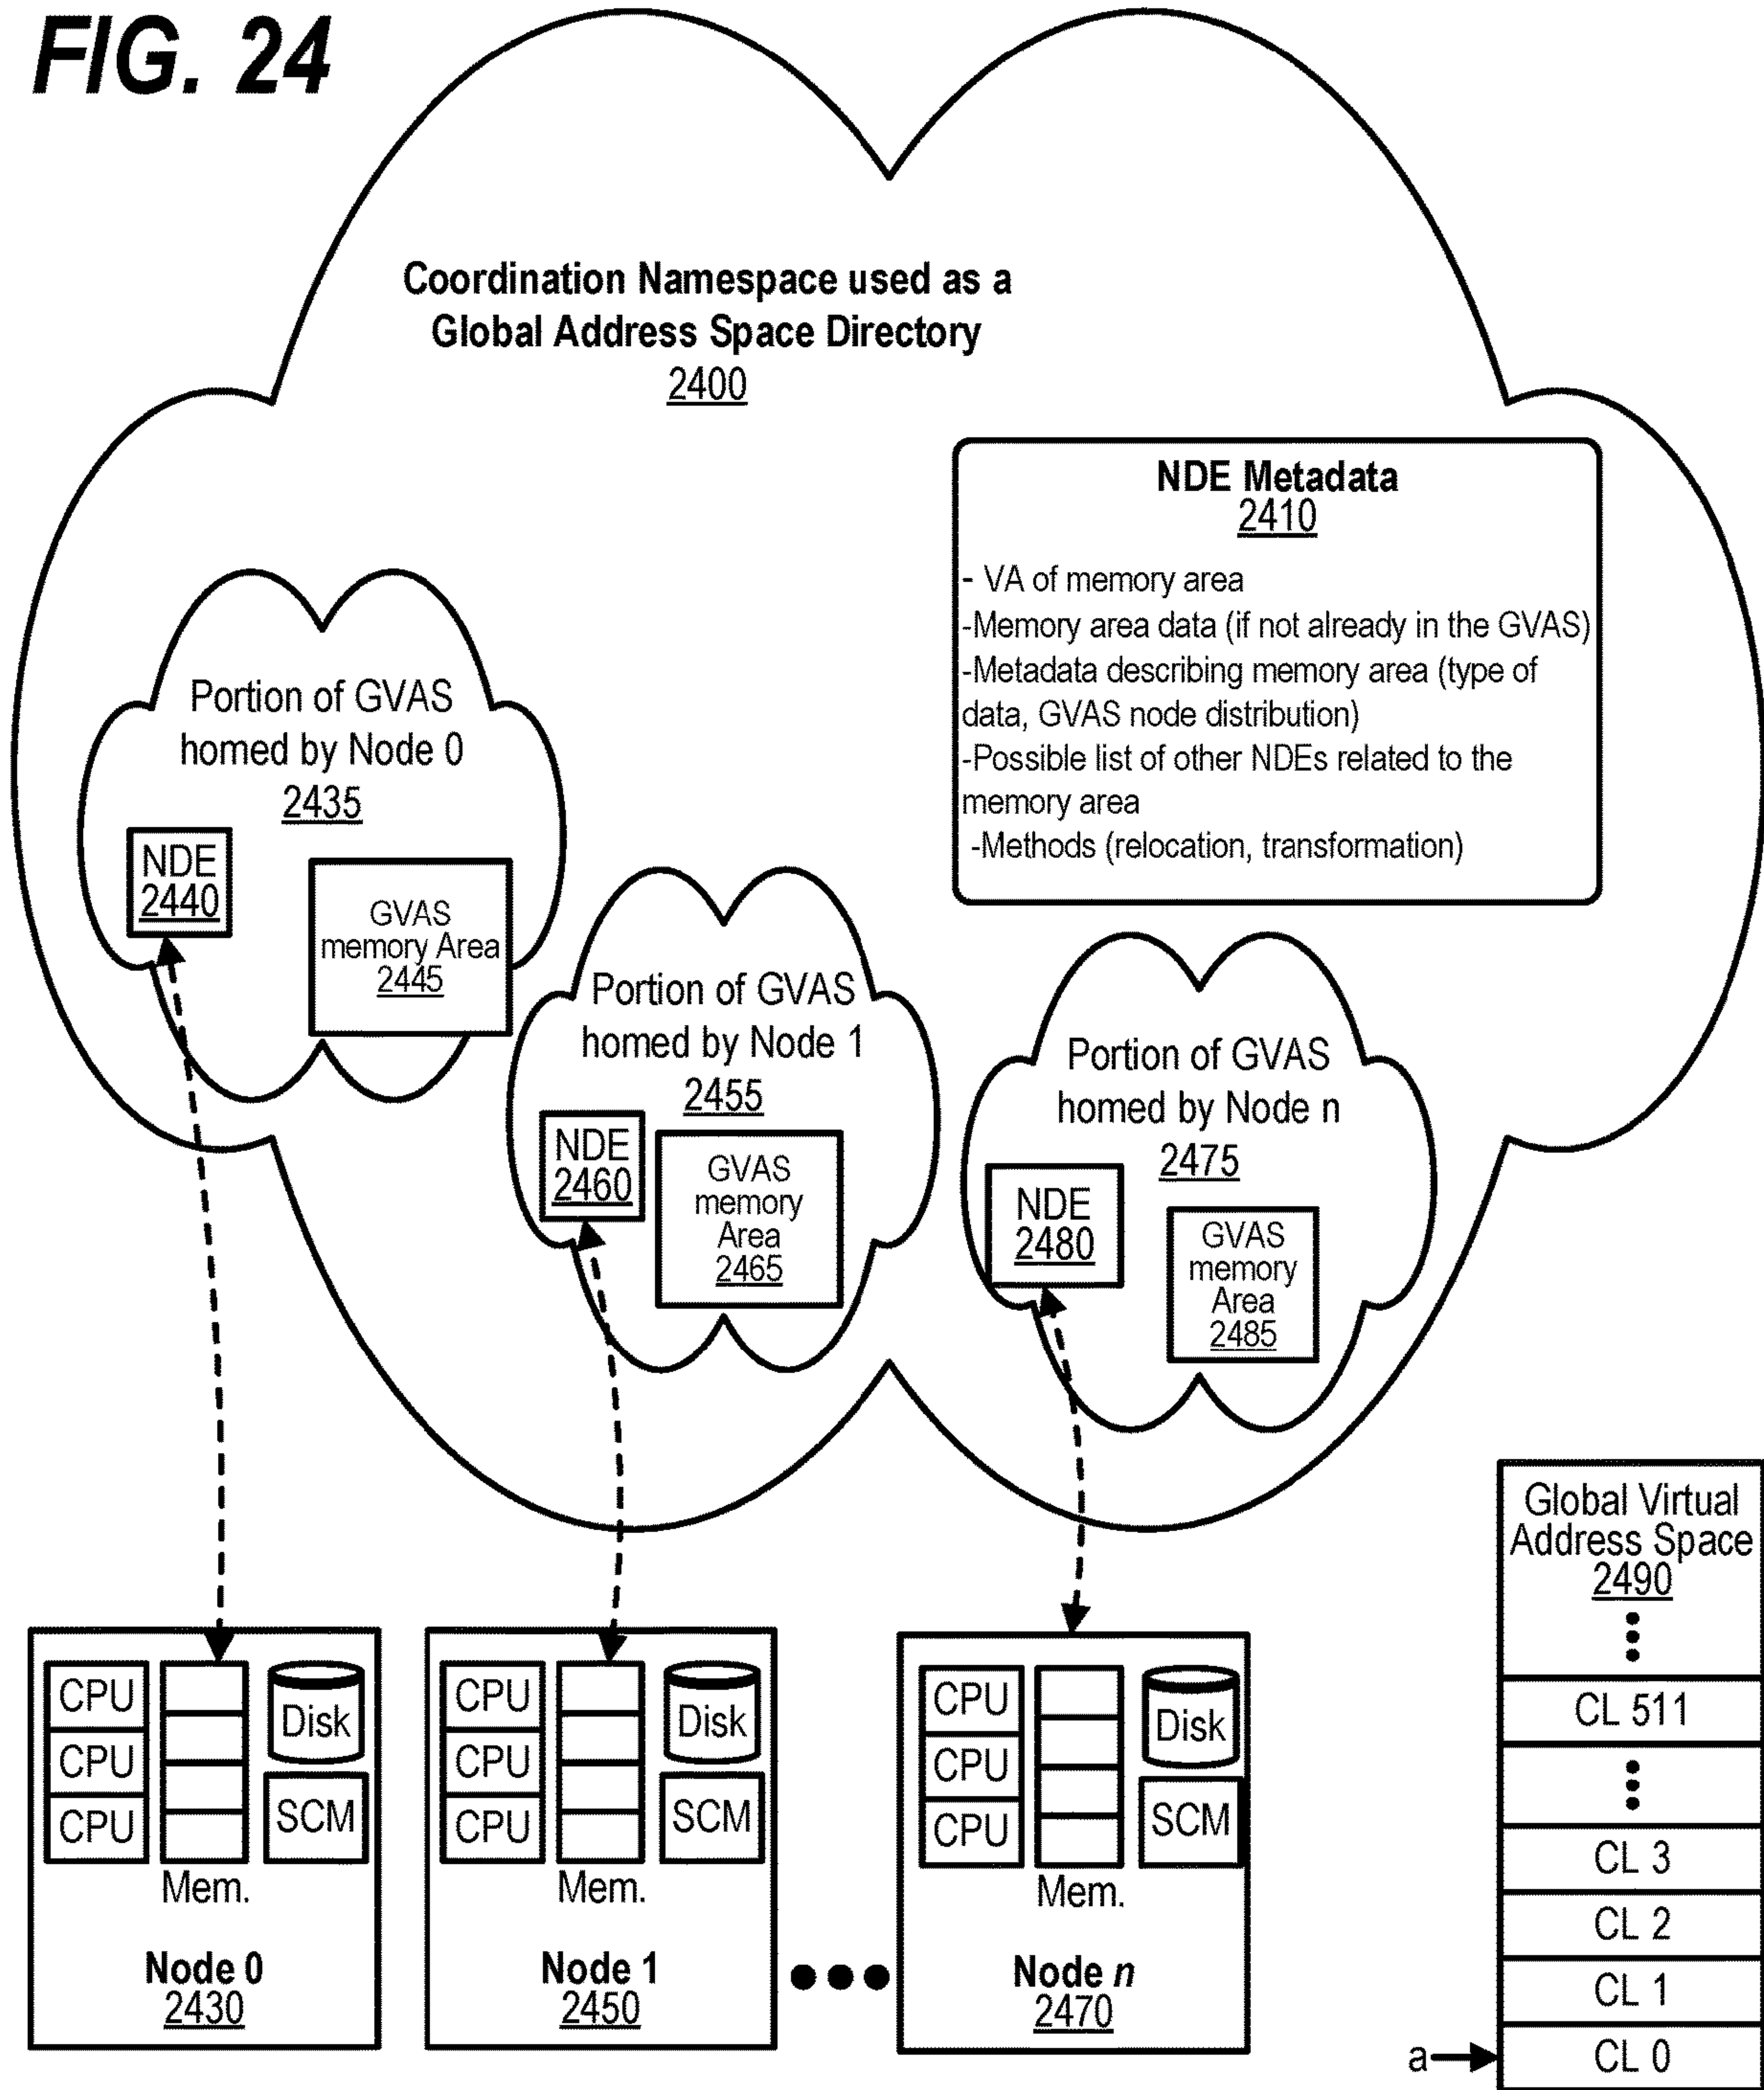 FIG. 24
Coordination Namespace used as a
Global Address Space Directory
2400
NDE Metadata
2410
- VA of memory area
-Memory area data (if not already in the GVAS)
-Metadata describing memory area (type of
data, GVAS node distribution)
-Possible list of other NDEs related to the
memory area
-Methods (relocation, transformation)
Portion of GVAS
homed by Node 0
2435
NDE
2440
GVAS
memory Area
2445
Portion of GVAS
homed by Node 1
2455
NDE
2460
GVAS
memory
Area
2465
Portion of GVAS
homed by Node n
2475
NDE
2480
GVAS
memory
Area
2485
CPU
CPU
CPU
Mem.
Disk
SCM
Node 0
2430
CPU
CPU
CPU
Mem.
Disk
SCM
Node 1
2450
CPU
CPU
CPU
Mem.
Disk
SCM
Node n
2470
Global Virtual
Address Space
2490
CL 511
CL 3
CL 2
CL 1
a
CL 0